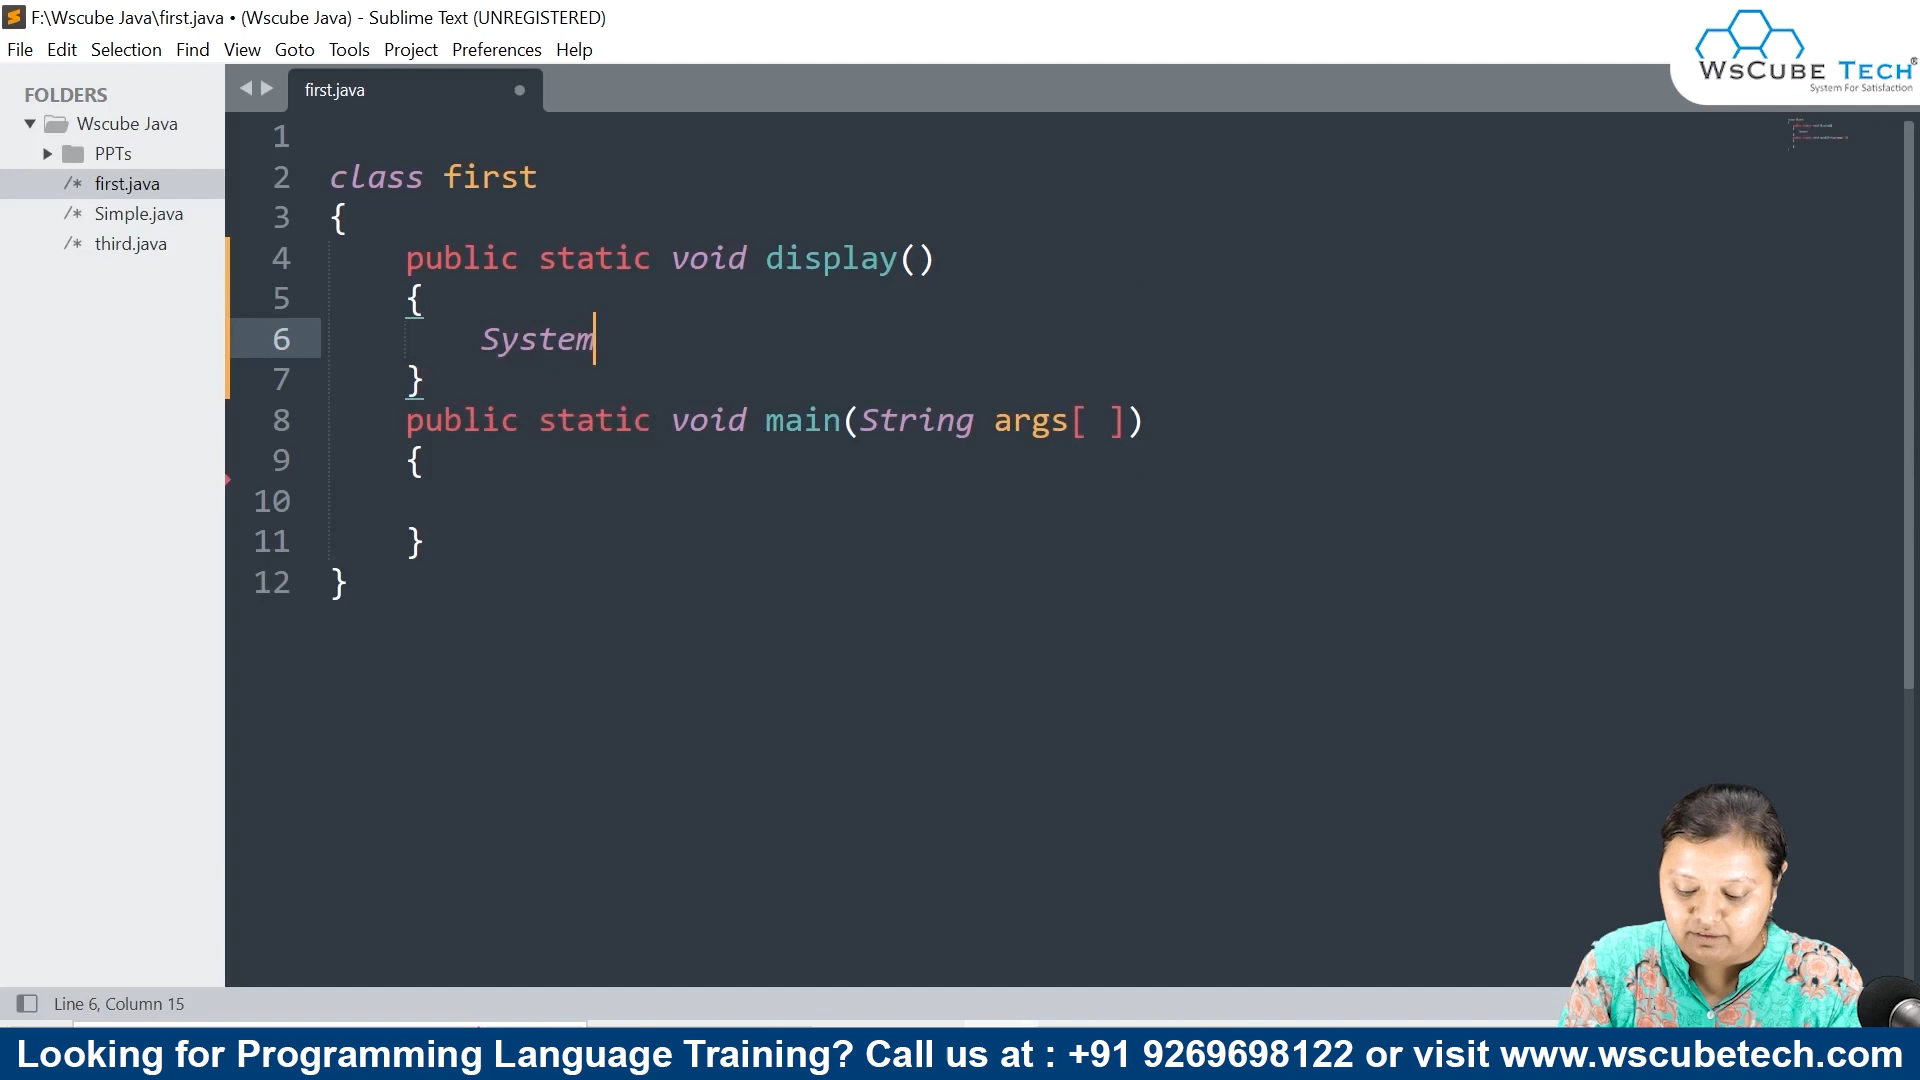 F:\Wscube Java\first.java • (Wscube Java) - Sublime Text (UNREGISTERED)
File Edit Selection Find View Goto Tools Project Preferences Help
WsCube Tech®
System For Satisfaction
FOLDERS
Wscube Java
PPTs
/* first.java
/* Simple.java
/* third.java
first.java
1
2 class first
3 {
4 public static void display()
5 {
6 System
7 }
8 public static void main(String args[ ])
9 {
10
11 }
12 }
Line 6, Column 15
Looking for Programming Language Training? Call us at : +91 9269698122 or visit www.wscubetech.com